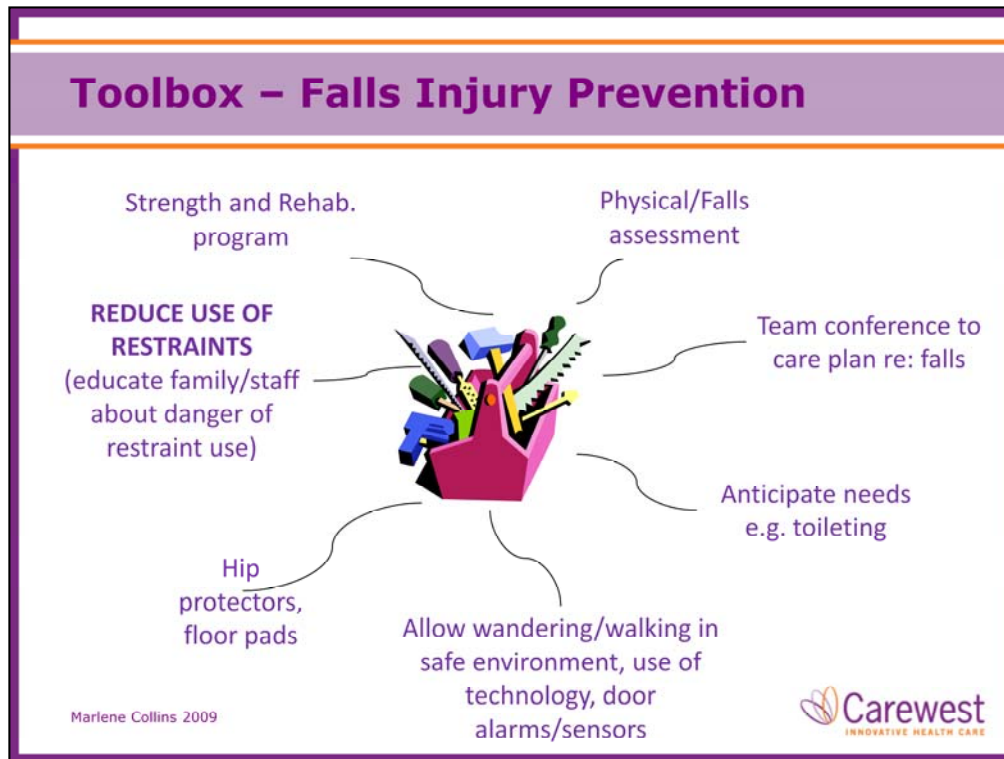 Toolbox – Falls Injury Prevention
Strength and Rehab.
program
Physical/Falls
assessment
REDUCE USE OF
RESTRAINTS
(educate family/staff
about danger of
restraint use)
Team conference to
care plan re: falls
Anticipate needs
e.g. toileting
Hip
protectors,
floor pads
Allow wandering/walking in
safe environment, use of
technology, door
alarms/sensors
Marlene Collins 2009
Carewest
INNOVATIVE HEALTH CARE